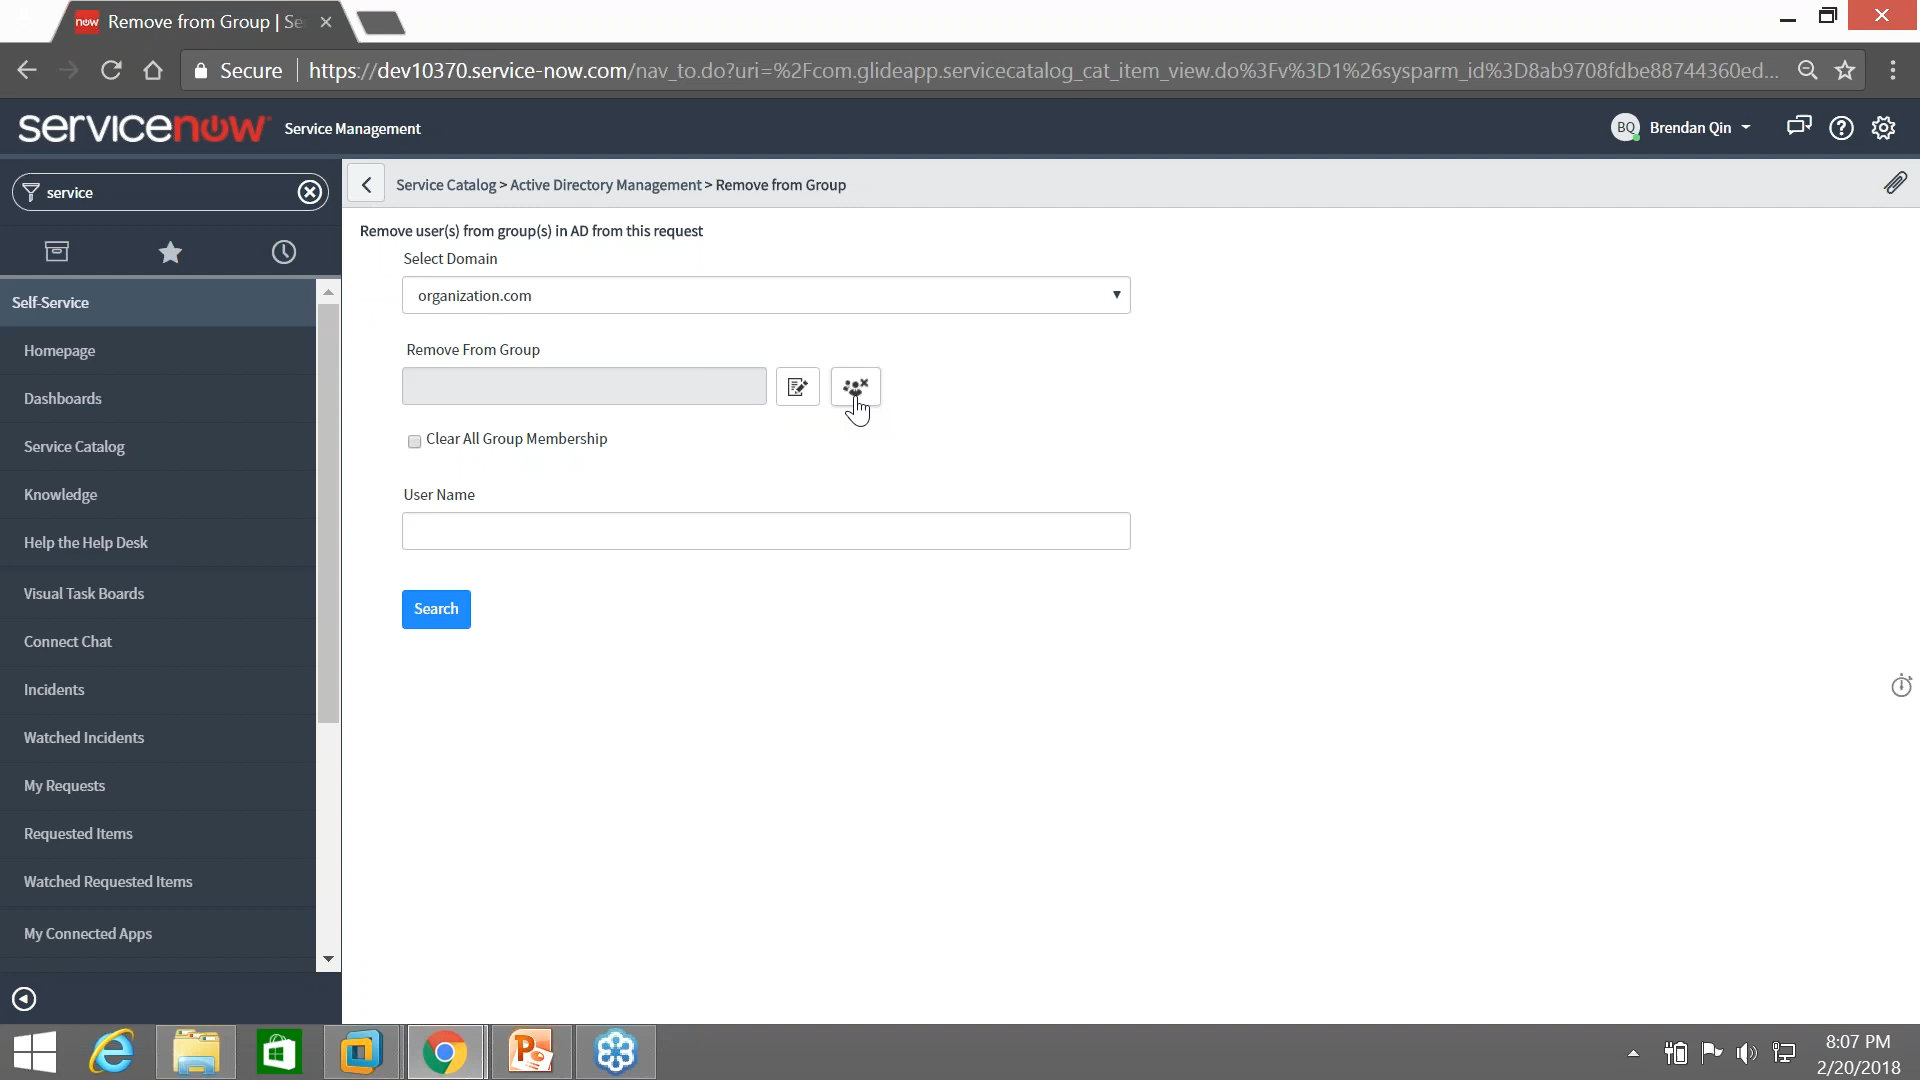 now Remove from Group | Se
Secure https://dev10370.service-now.com/nav_to.do?uri=%2Fcom.glideapp.servicecatalog_cat_item_view.do%3Fv%3D1%26sysparm_id%3D8ab9708fdbe88744360ed...
servicenow Service Management BQ Brendan Qin
service
Service Catalog > Active Directory Management > Remove from Group
Self-Service
Homepage
Dashboards
Service Catalog
Knowledge
Help the Help Desk
Visual Task Boards
Connect Chat
Incidents
Watched Incidents
My Requests
Requested Items
Watched Requested Items
My Connected Apps
Remove user(s) from group(s) in AD from this request
Select Domain
organization.com
Remove From Group
Clear All Group Membership
User Name
Search
8:07 PM
2/20/2018